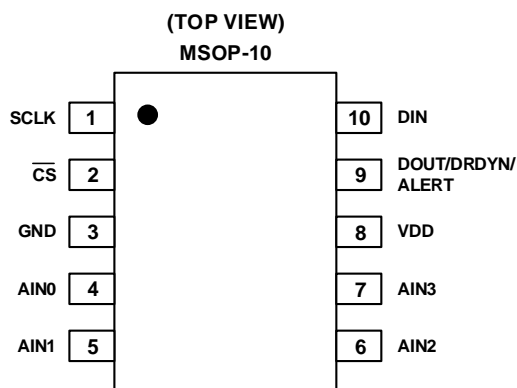 (TOP VIEW)
MSOP-10
SCLK 1
C̅S̅ 2
GND 3
AIN0 4
AIN1 5
10 DIN
9 DOUT/DRDYN/
ALERT
8 VDD
7 AIN3
6 AIN2